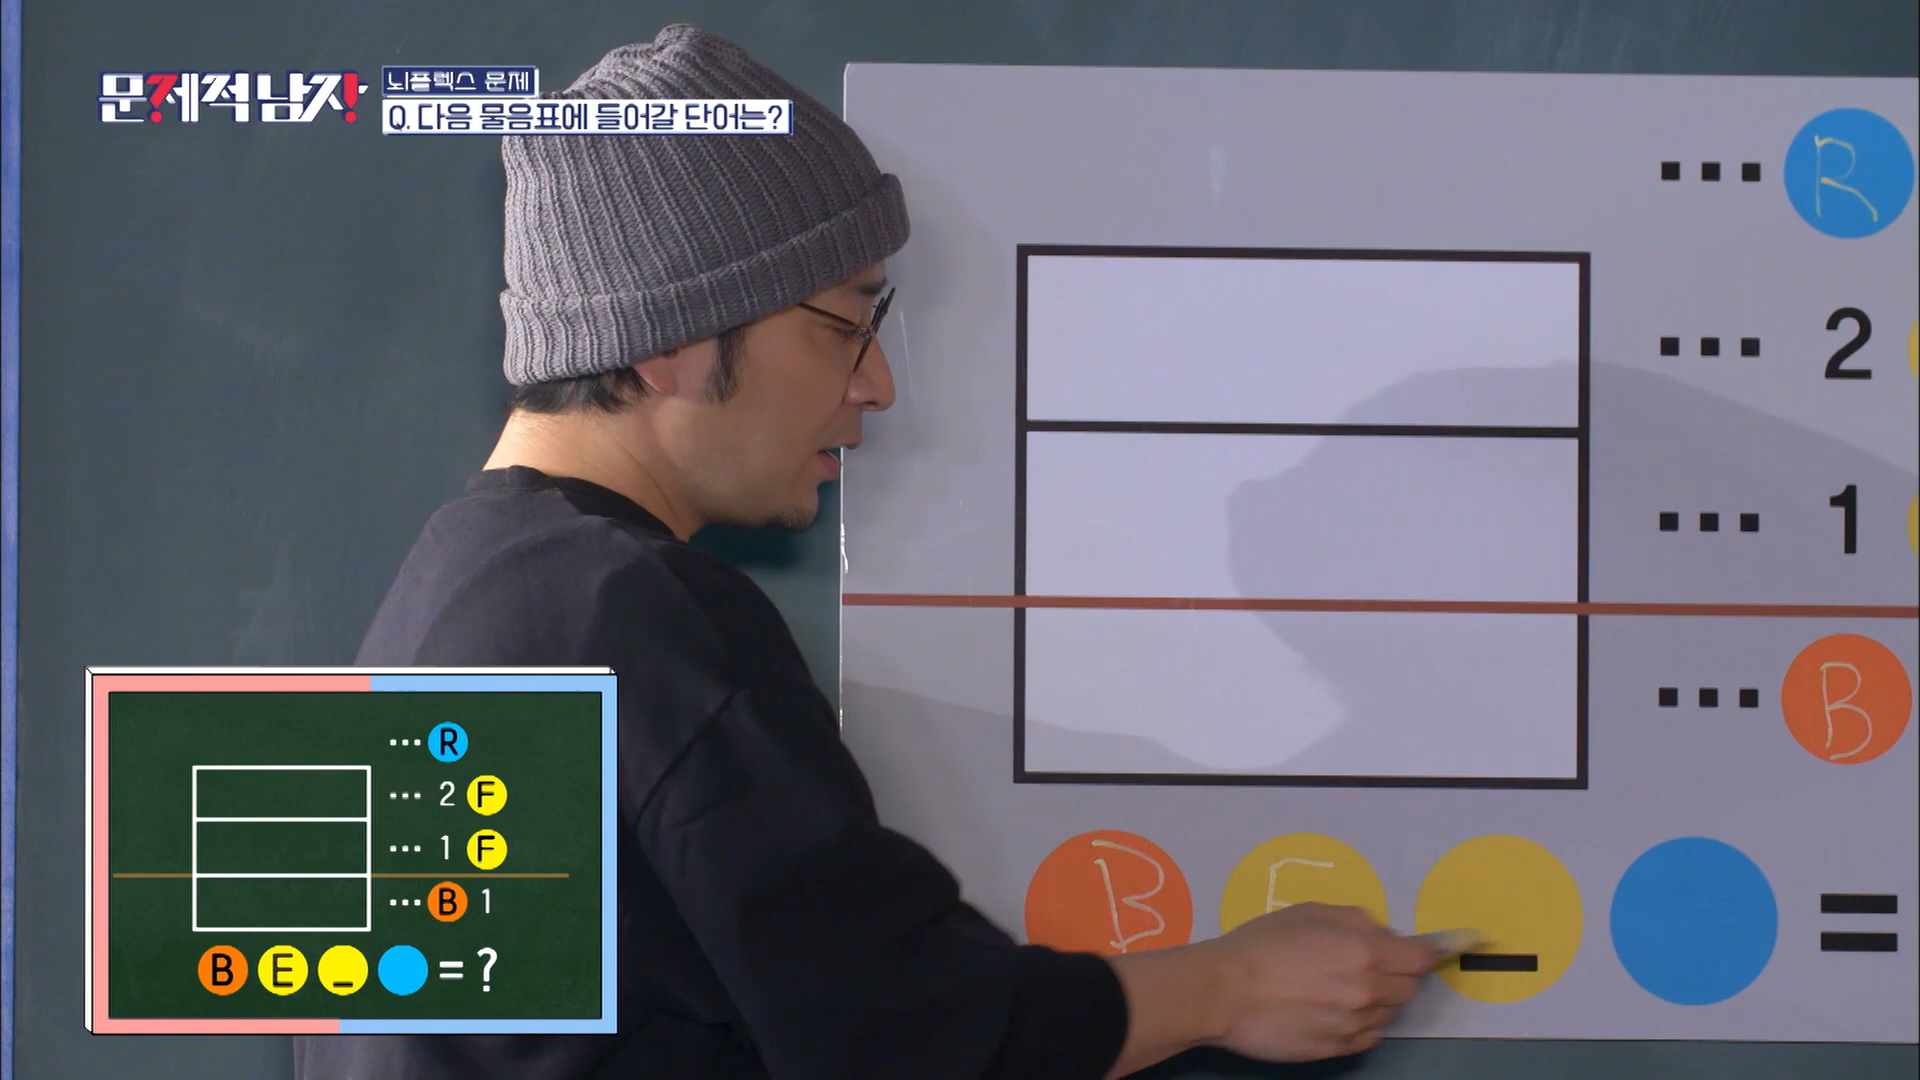 문제적 남자
뇌플렉스 문제
Q. 다음 물음표에 들어갈 단어는?
... R
... 2
... 1
... B
B E _ =
... R
... 2 F
... 1 F
... B 1
B E _ = ?